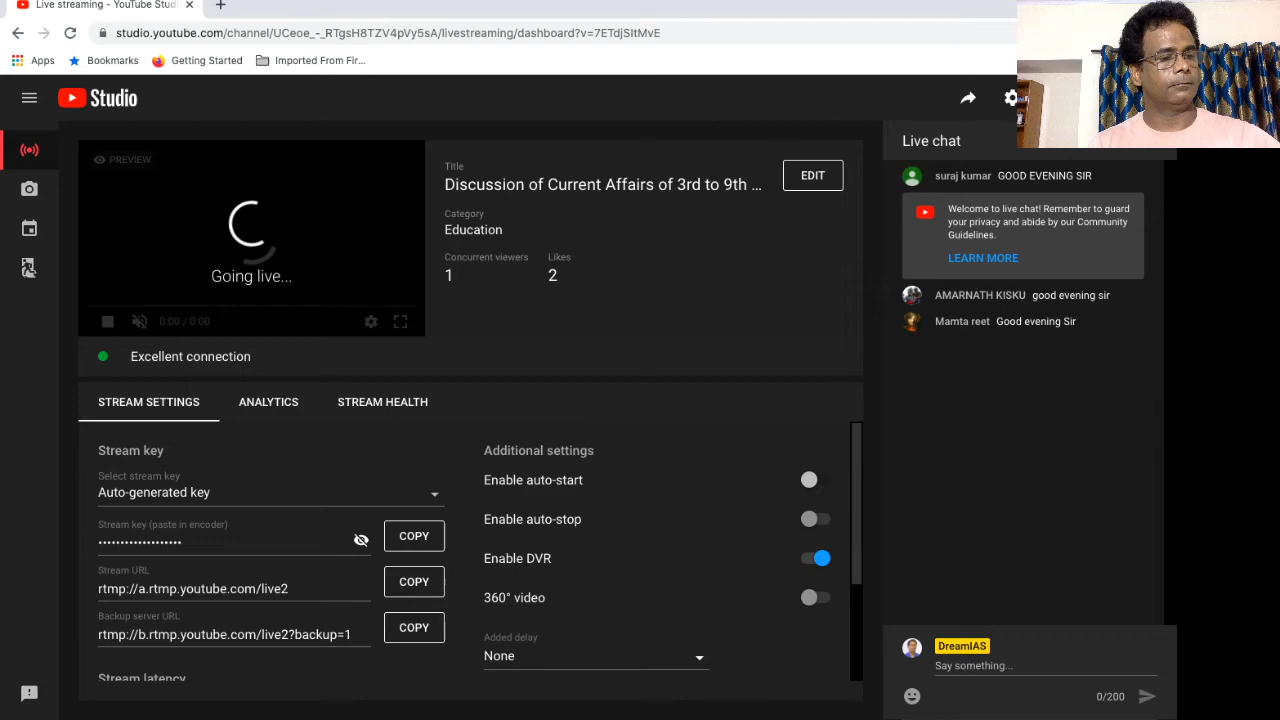 Live streaming - YouTube Studi
studio.youtube.com/channel/UCeoe_-_RTgsH8TZV4pVy5sA/livestreaming/dashboard?v=7ETdjSItMvE
Apps Bookmarks Getting Started Imported From Fir...
Studio
PREVIEW
Going live...
0:00 / 0:00
Title
Discussion of Current Affairs of 3rd to 9th ...
EDIT
Category
Education
Concurrent viewers Likes
1 2
Excellent connection
STREAM SETTINGS ANALYTICS STREAM HEALTH
Stream key
Select stream key
Auto-generated key
Stream key (paste in encoder)
•••••••••••••••••••
COPY
Stream URL
rtmp://a.rtmp.youtube.com/live2
COPY
Backup server URL
rtmp://b.rtmp.youtube.com/live2?backup=1
COPY
Stream latency
Additional settings
Enable auto-start
Enable auto-stop
Enable DVR
360° video
Added delay
None
Live chat
suraj kumar GOOD EVENING SIR
Welcome to live chat! Remember to guard
your privacy and abide by our Community
Guidelines.
LEARN MORE
AMARNATH KISKU good evening sir
Mamta reet Good evening Sir
DreamIAS
Say something...
0/200